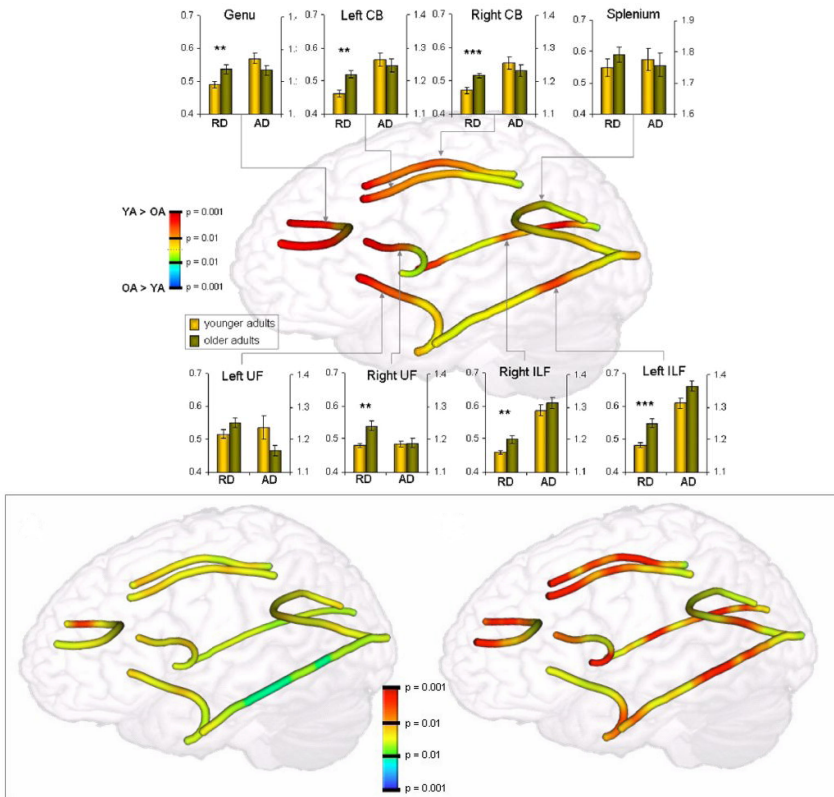 Genu
Left CB
Right CB
Splenium
0.7 0.7 1.4 0.7 1.4 0.7 1.9
** ** ***
0.6 0.6 1.3 0.6 1.3 0.6 1.8
0.5 0.5 1.2 0.5 1.2 0.5 1.7
0.4 0.4 1.1 0.4 1.1 0.4 1.6
RD AD RD AD RD AD RD AD
YA > OA p = 0.001
p = 0.01
p = 0.01
OA > YA p = 0.001
younger adults
older adults
Left UF
Right UF
Right ILF
Left ILF
0.7 1.4 0.7 1.4 0.7 1.4 0.7 1.4
** ** ***
0.6 1.3 0.6 1.3 0.6 1.3 0.6 1.3
0.5 1.2 0.5 1.2 0.5 1.2 0.5 1.2
0.4 1.1 0.4 1.1 0.4 1.1 0.4 1.1
RD AD RD AD RD AD RD AD
p = 0.001
p = 0.01
p = 0.01
p = 0.001